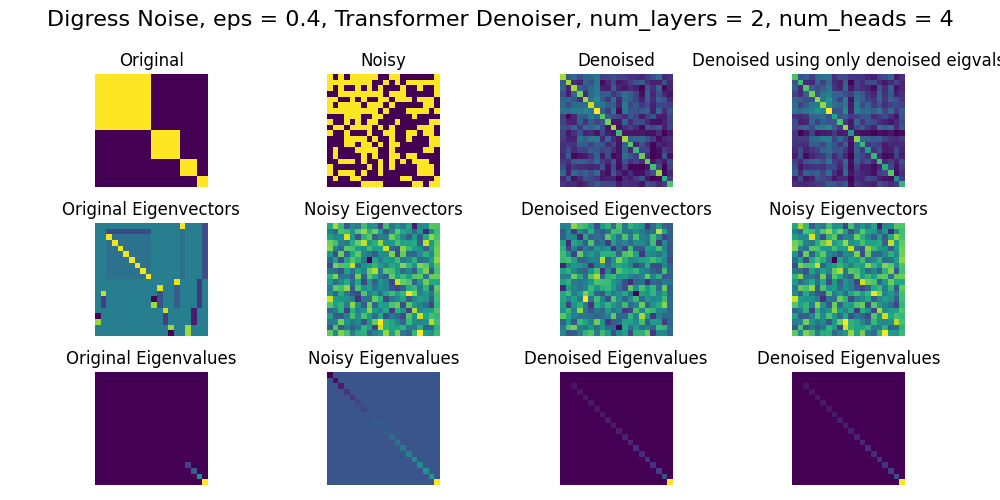 Digress Noise, eps = 0.4, Transformer Denoiser, num_layers = 2, num_heads = 4
Original
Noisy
Denoised
Denoised using only denoised eigvals
Original Eigenvectors
Noisy Eigenvectors
Denoised Eigenvectors
Noisy Eigenvectors
Original Eigenvalues
Noisy Eigenvalues
Denoised Eigenvalues
Denoised Eigenvalues